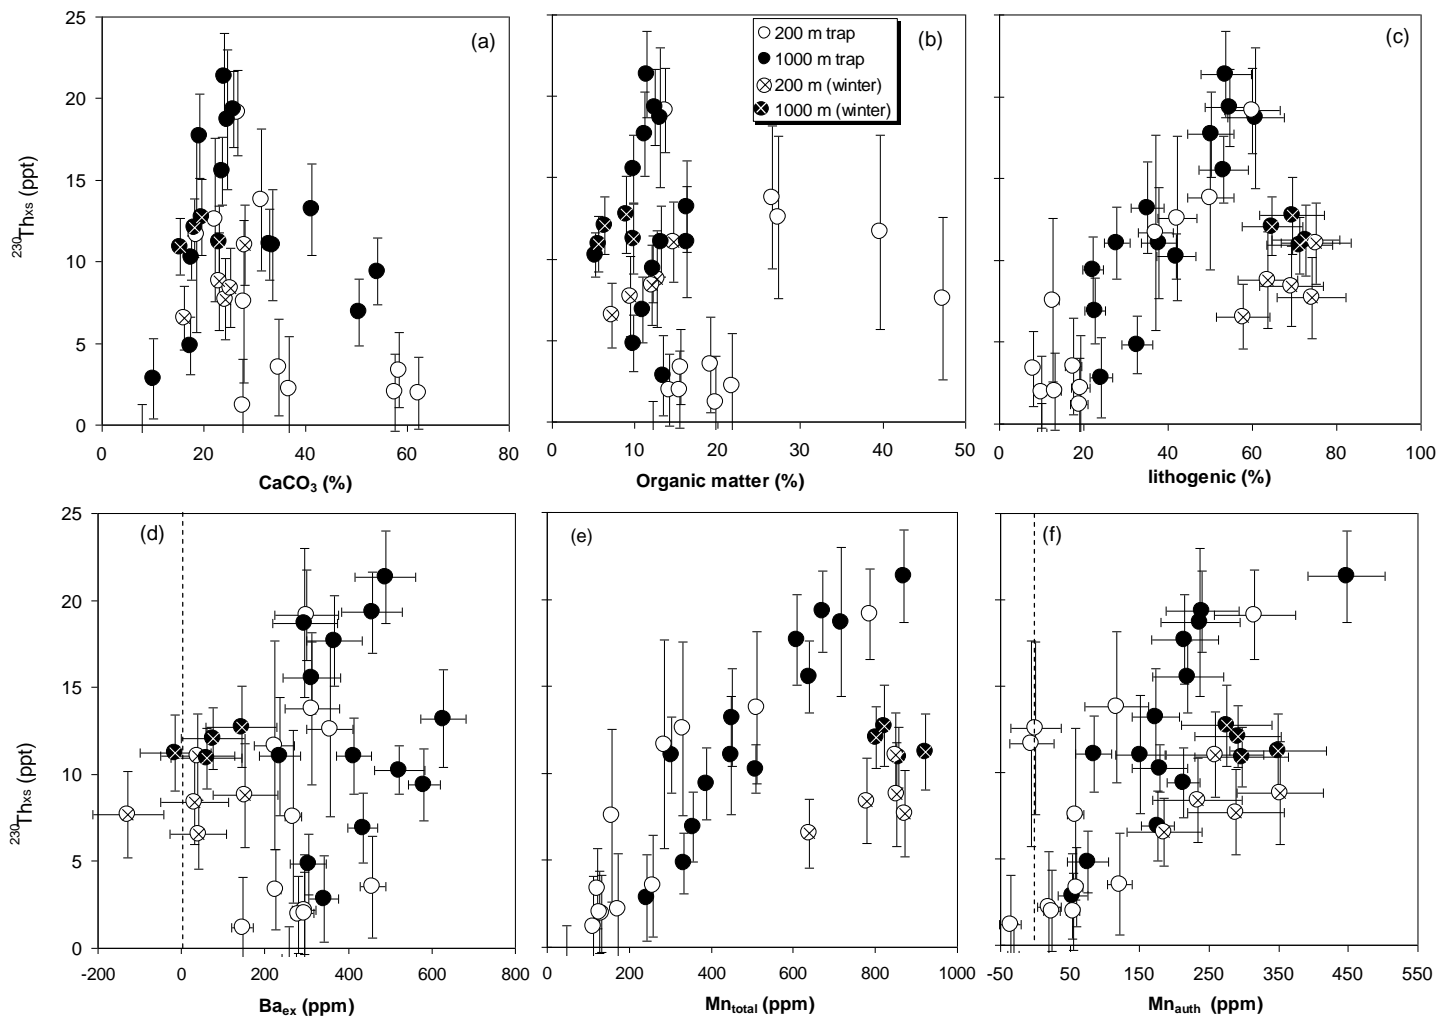 25
20
15
10
5
0
0
20
40
60
80
(a)
CaCO3 (%)
230Thxs (ppt)
(b)
200 m trap
1000 m trap
200 m (winter)
1000 m (winter)
0
10
20
30
40
50
Organic matter (%)
(c)
0
20
40
60
80
100
lithogenic (%)
25
20
15
10
5
0
-200
0
200
400
600
800
(d)
Baex (ppm)
230Thxs (ppt)
(e)
0
200
400
600
800
1000
Mntotal (ppm)
(f)
-50
50
150
250
350
450
550
Mnauth (ppm)